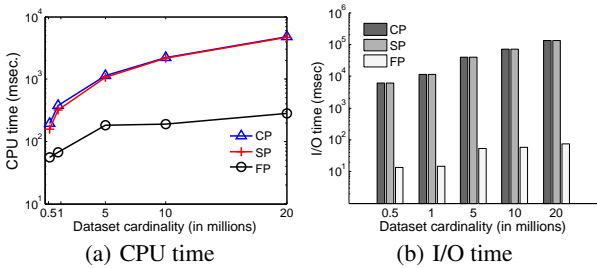 CPU time (msec.)
10^4
10^3
10^2
10^1
CP
SP
FP
0.51 5 10 20
Dataset cardinality (in millions)
(a) CPU time
I/O time (msec)
10^6
10^5
10^4
10^3
10^2
10^1
CP
SP
FP
0.5 1 5 10 20
Dataset cardinality (in millions)
(b) I/O time